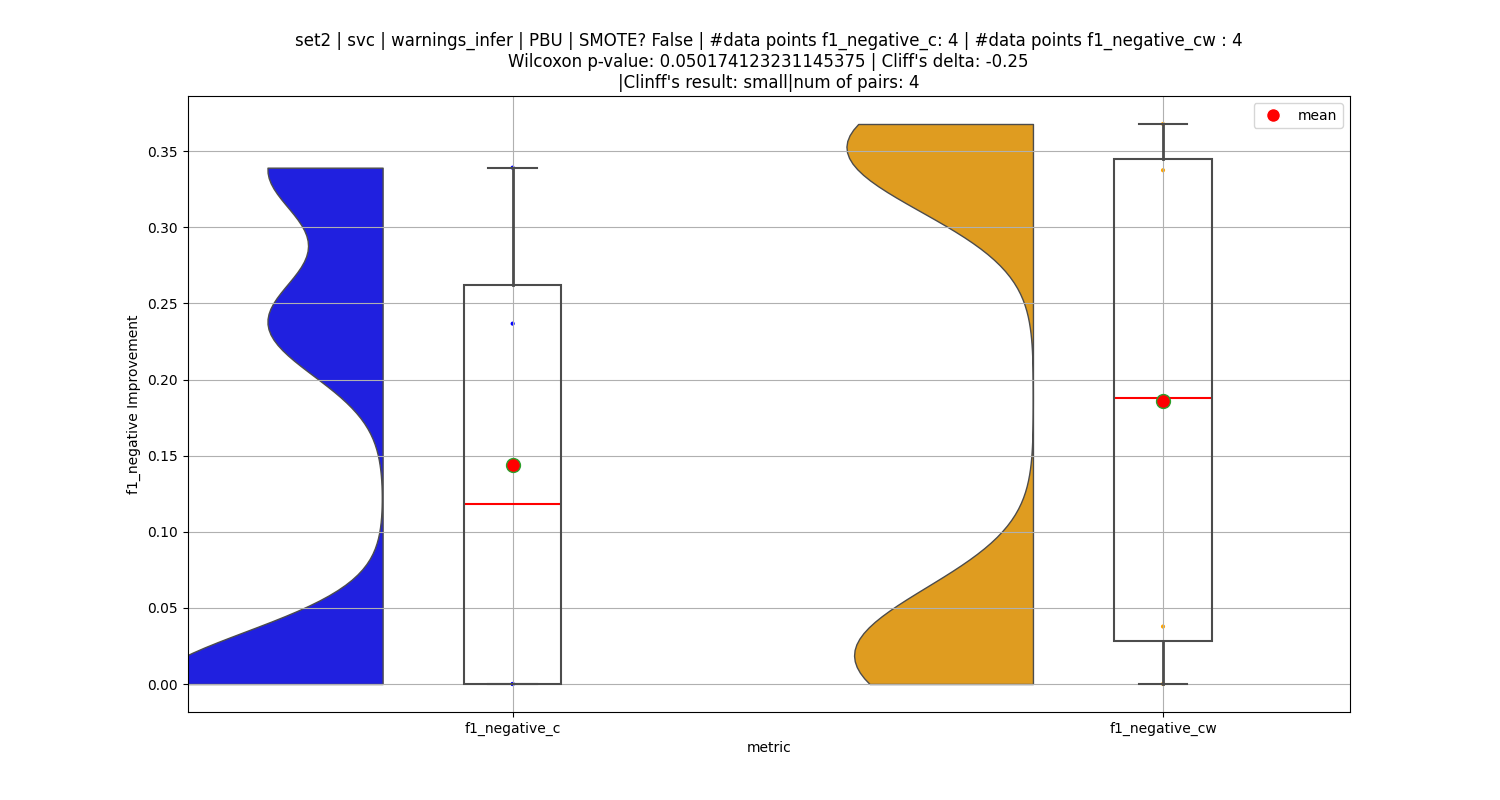 set2 | svc | warnings_infer | PBU | SMOTE? False | #data points f1_negative_c: 4 | #data points f1_negative_cw : 4
Wilcoxon p-value: 0.050174123231145375 | Cliff's delta: -0.25
|Clinff's result: small|num of pairs: 4
mean
0.35
0.30
0.25
0.20
0.15
0.10
0.05
0.00
f1_negative Improvement
f1_negative_c
f1_negative_cw
metric